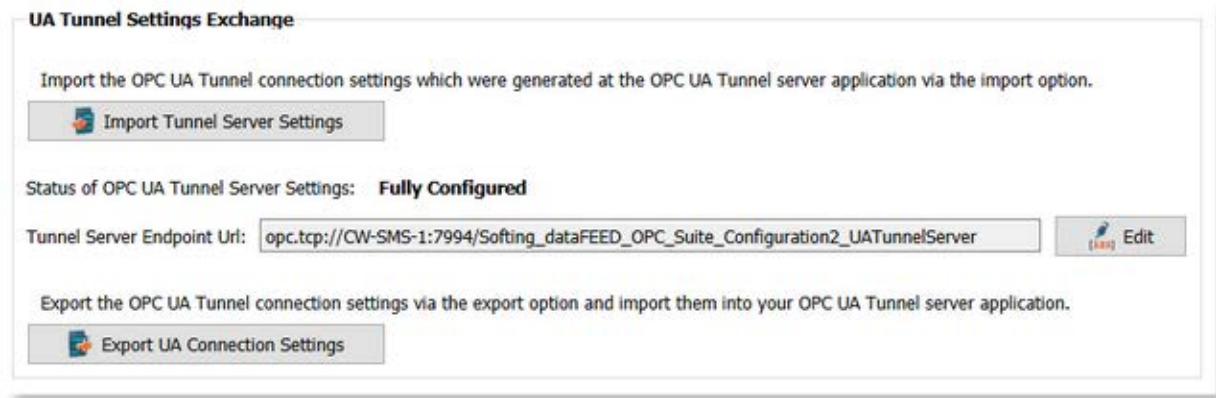 UA Tunnel Settings Exchange
Import the OPC UA Tunnel connection settings which were generated at the OPC UA Tunnel server application via the import option.
Import Tunnel Server Settings
Status of OPC UA Tunnel Server Settings: Fully Configured
Tunnel Server Endpoint Url: opc.tcp://CW-SMS-1:7994/Softing_dataFEED_OPC_Suite_Configuration2_UATunnelServer Edit
Export the OPC UA Tunnel connection settings via the export option and import them into your OPC UA Tunnel server application.
Export UA Connection Settings